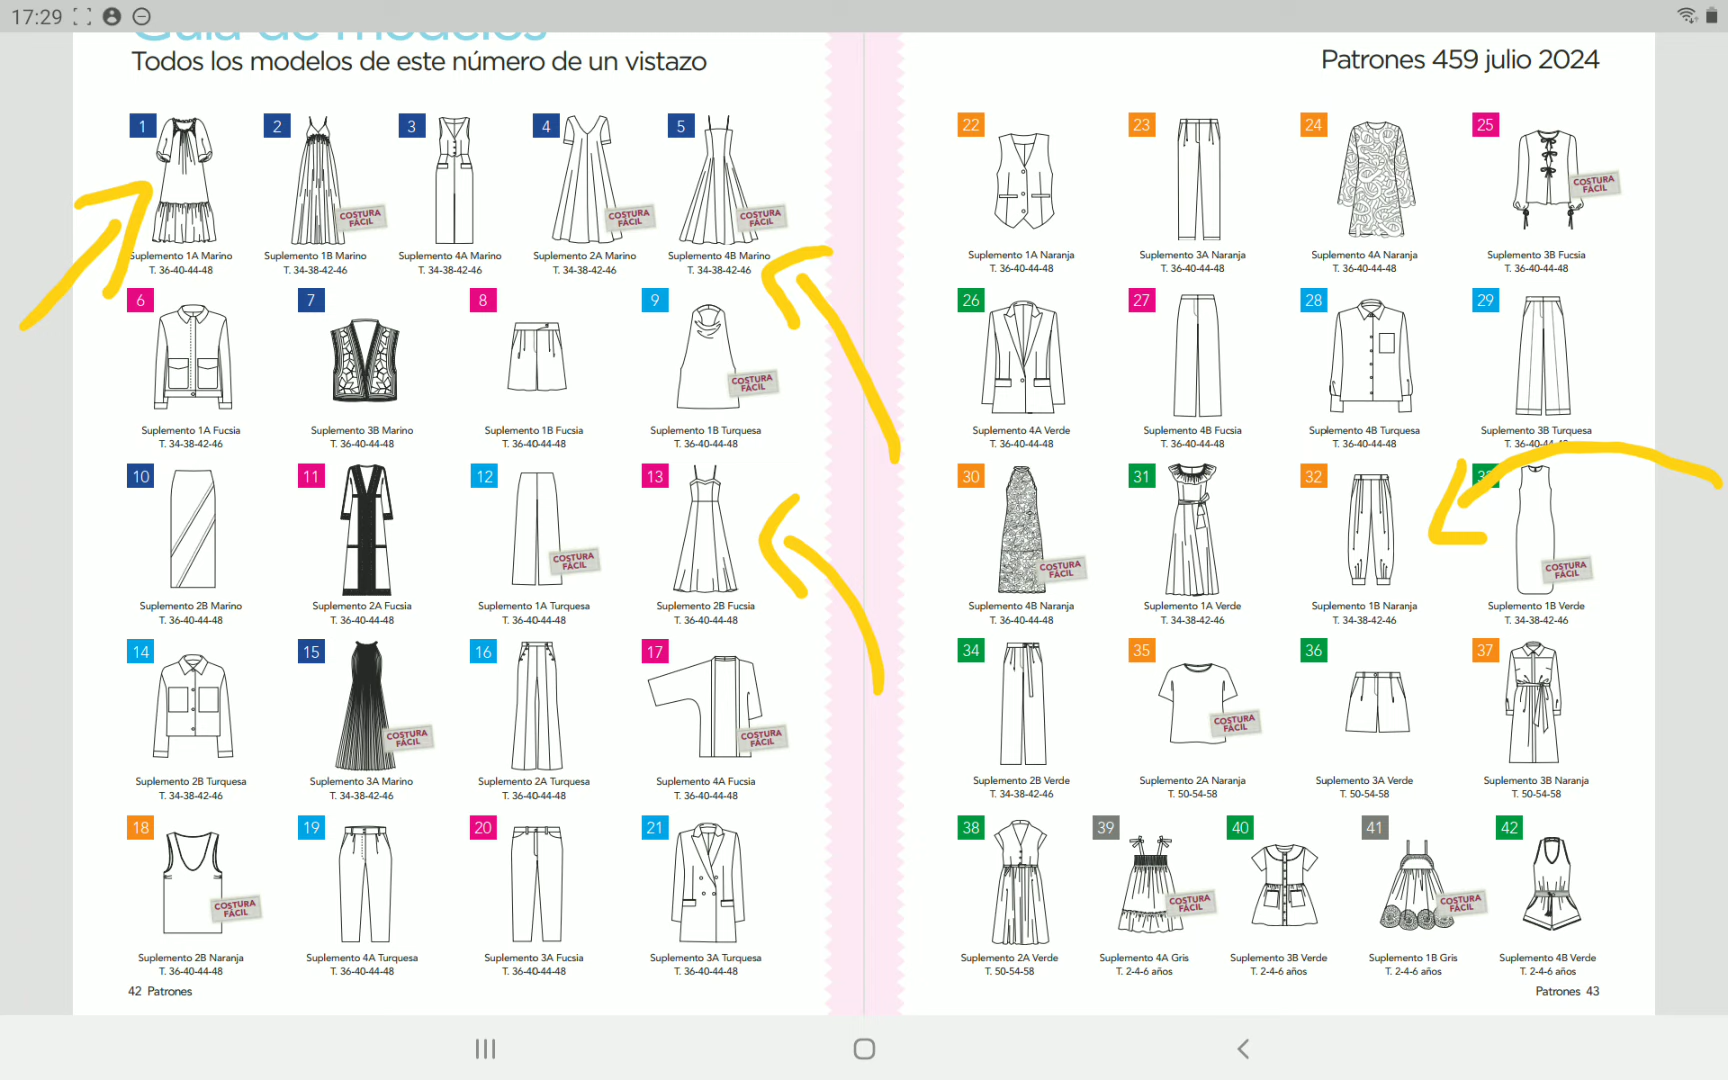 17:29
Guía de modelos
Todos los modelos de este número de un vistazo
Patrones 459 julio 2024
1
2
3
4
5
COSTURA FÁCIL
COSTURA FÁCIL
COSTURA FÁCIL
Suplemento 1A Marino
T. 36-40-44-48
Suplemento 1B Marino
T. 34-38-42-46
Suplemento 4A Marino
T. 34-38-42-46
Suplemento 2A Marino
T. 34-38-42-46
Suplemento 4B Marino
T. 34-38-42-46
6
7
8
9
COSTURA FÁCIL
Suplemento 1A Fucsia
T. 34-38-42-46
Suplemento 3B Marino
T. 36-40-44-48
Suplemento 1B Fucsia
T. 36-40-44-48
Suplemento 1B Turquesa
T. 36-40-44-48
10
11
12
13
COSTURA FÁCIL
Suplemento 2B Marino
T. 36-40-44-48
Suplemento 2A Fucsia
T. 34-38-42-46
Suplemento 1A Turquesa
T. 36-40-44-48
Suplemento 2B Fucsia
T. 36-40-44-48
14
15
16
17
COSTURA FÁCIL
COSTURA FÁCIL
Suplemento 2B Turquesa
T. 34-38-42-46
Suplemento 3A Marino
T. 34-38-42-46
Suplemento 2A Turquesa
T. 36-40-44-48
Suplemento 4A Fucsia
T. 36-40-44-48
18
19
20
21
COSTURA FÁCIL
Suplemento 2B Naranja
T. 36-40-44-48
Suplemento 4A Turquesa
T. 36-40-44-48
Suplemento 3A Fucsia
T. 36-40-44-48
Suplemento 3A Turquesa
T. 36-40-44-48
42 Patrones
22
23
24
25
COSTURA FÁCIL
Suplemento 1A Naranja
T. 36-40-44-48
Suplemento 3A Naranja
T. 36-40-44-48
Suplemento 4A Naranja
T. 36-40-44-48
Suplemento 3B Fucsia
T. 36-40-44-48
26
27
28
29
Suplemento 4A Verde
T. 36-40-44-48
Suplemento 4B Fucsia
T. 36-40-44-48
Suplemento 4B Turquesa
T. 36-40-44-48
Suplemento 3B Turquesa
T. 36-40-44-48
30
31
32
33
COSTURA FÁCIL
COSTURA FÁCIL
Suplemento 4B Naranja
T. 36-40-44-48
Suplemento 1A Verde
T. 34-38-42-46
Suplemento 1B Naranja
T. 34-38-42-46
Suplemento 1B Verde
T. 34-38-42-46
34
35
36
37
COSTURA FÁCIL
Suplemento 2B Verde
T. 34-38-42-46
Suplemento 2A Naranja
T. 50-54-58
Suplemento 3A Verde
T. 50-54-58
Suplemento 3B Naranja
T. 50-54-58
38
39
40
41
42
COSTURA FÁCIL
COSTURA FÁCIL
Suplemento 2A Verde
T. 50-54-58
Suplemento 4A Gris
T. 2-4-6 años
Suplemento 3B Verde
T. 2-4-6 años
Suplemento 1B Gris
T. 2-4-6 años
Suplemento 4B Verde
T. 2-4-6 años
Patrones 43